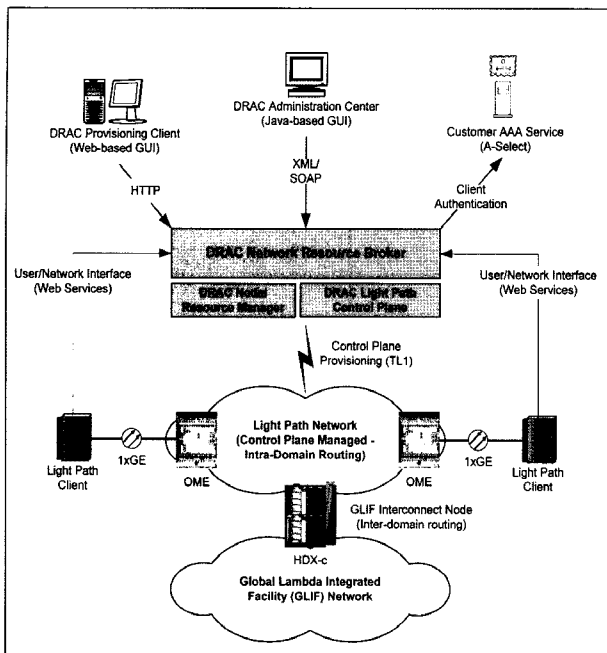 DRAC Provisioning Client
(Web-based GUI)
DRAC Administration Center
(Java-based GUI)
Customer AAA Service
(A-Select)
HTTP
XML/
SOAP
Client
Authentication
DRAC Network Resource Broker
User/Network Interface
(Web Services)
User/Network Interface
(Web Services)
DRAC Nodal
Resource Manager
DRAC Light Path
Control Plane
Control Plane
Provisioning (TL1)
Light Path Network
(Control Plane Managed -
Intra-Domain Routing)
Light Path
Client
1xGE
OME
OME
1xGE
Light Path
Client
GLIF Interconnect Node
(Inter-domain routing)
HDX-c
Global Lambda Integrated
Facility (GLIF) Network